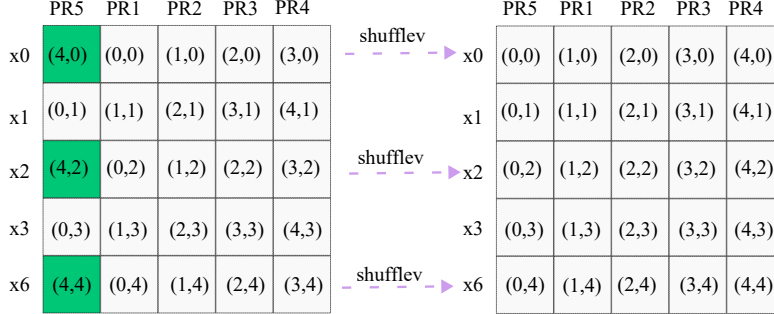 PR5 PR1 PR2 PR3 PR4 PR5 PR1 PR2 PR3 PR4
x0 (4,0) (0,0) (1,0) (2,0) (3,0) shufflev x0 (0,0) (1,0) (2,0) (3,0) (4,0)
x1 (0,1) (1,1) (2,1) (3,1) (4,1) x1 (0,1) (1,1) (2,1) (3,1) (4,1)
x2 (4,2) (0,2) (1,2) (2,2) (3,2) shufflev x2 (0,2) (1,2) (2,2) (3,2) (4,2)
x3 (0,3) (1,3) (2,3) (3,3) (4,3) x3 (0,3) (1,3) (2,3) (3,3) (4,3)
x6 (4,4) (0,4) (1,4) (2,4) (3,4) shufflev x6 (0,4) (1,4) (2,4) (3,4) (4,4)